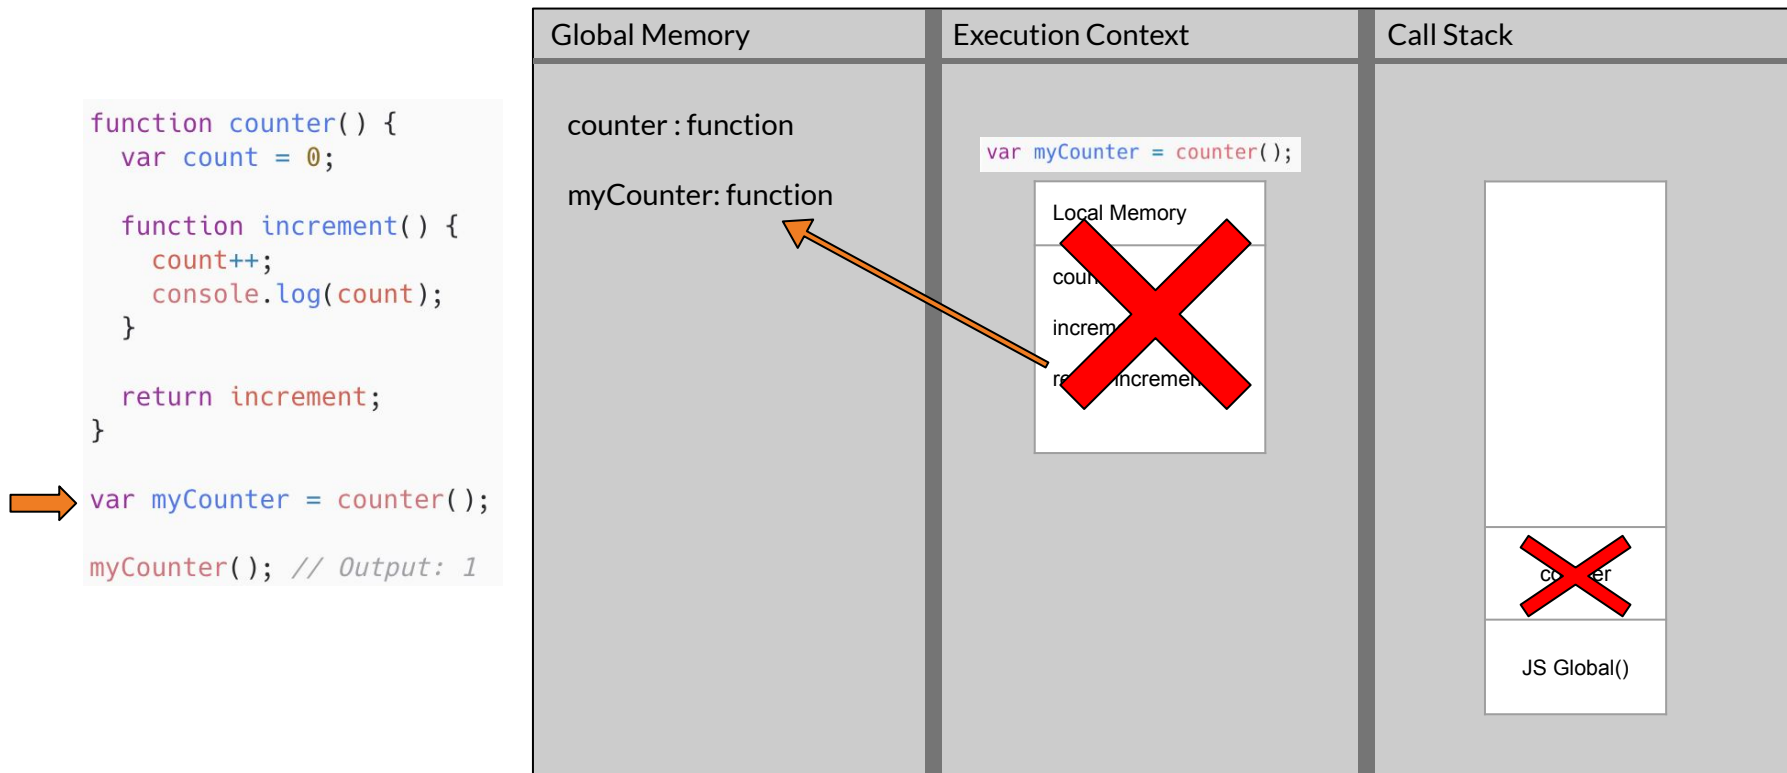 Global Memory
Execution Context
Call Stack
function counter() {
var count = 0;
function increment() {
count++;
console.log(count);
}
return increment;
}
var myCounter = counter();
myCounter(); // Output: 1
counter : function
myCounter: function
var myCounter = counter();
Local Memory
JS Global()